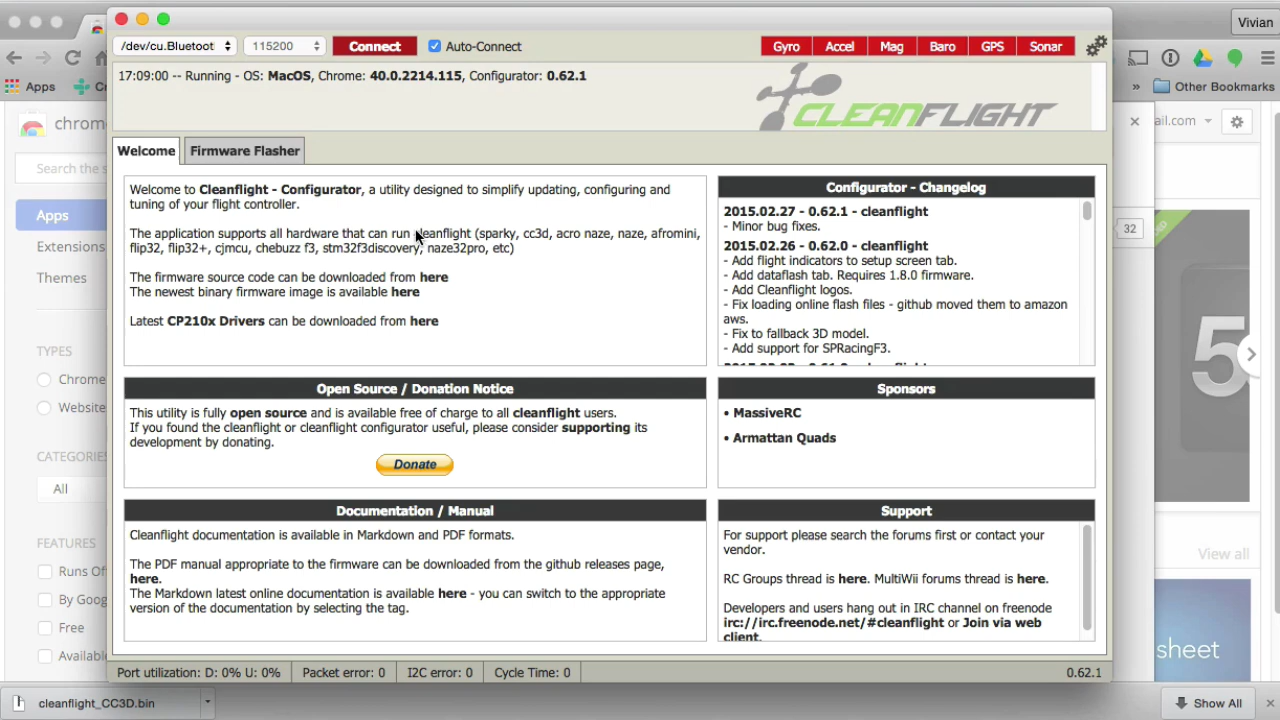 Vivian
/dev/cu.Bluetoot 115200 Connect Auto-Connect Gyro Accel Mag Baro GPS Sonar
17:09:00 -- Running - OS: MacOS, Chrome: 40.0.2214.115, Configurator: 0.62.1
CLEANFLIGHT
Apps
Other Bookmarks
chrom
ail.com
Search the s
Welcome Firmware Flasher
Welcome to Cleanflight - Configurator, a utility designed to simplify updating, configuring and
tuning of your flight controller.
The application supports all hardware that can run cleanflight (sparky, cc3d, acro naze, naze, afromini,
flip32, flip32+, cjmcu, chebuzz f3, stm32f3discovery, naze32pro, etc)
The firmware source code can be downloaded from here
The newest binary firmware image is available here
Latest CP210x Drivers can be downloaded from here
Configurator - Changelog
2015.02.27 - 0.62.1 - cleanflight
- Minor bug fixes.
2015.02.26 - 0.62.0 - cleanflight
- Add flight indicators to setup screen tab.
- Add dataflash tab. Requires 1.8.0 firmware.
- Add Cleanflight logos.
- Fix loading online flash files - github moved them to amazon
aws.
- Fix to fallback 3D model.
- Add support for SPRacingF3.
Open Source / Donation Notice
This utility is fully open source and is available free of charge to all cleanflight users.
If you found the cleanflight or cleanflight configurator useful, please consider supporting its
development by donating.
Donate
Sponsors
• MassiveRC
• Armattan Quads
Documentation / Manual
Cleanflight documentation is available in Markdown and PDF formats.
The PDF manual appropriate to the firmware can be downloaded from the github releases page,
here.
The Markdown latest online documentation is available here - you can switch to the appropriate
version of the documentation by selecting the tag.
Support
For support please search the forums first or contact your
vendor.
RC Groups thread is here. MultiWii forums thread is here.
Developers and users hang out in IRC channel on freenode
irc://irc.freenode.net/#cleanflight or Join via web
client.
Port utilization: D: 0% U: 0% Packet error: 0 I2C error: 0 Cycle Time: 0 0.62.1
Apps
Extensions
Themes
TYPES
Chrome
Website
CATEGORIES
All
FEATURES
Runs Of
By Goog
Free
Available
32
5
View all
sheet
cleanflight_CC3D.bin
Show All